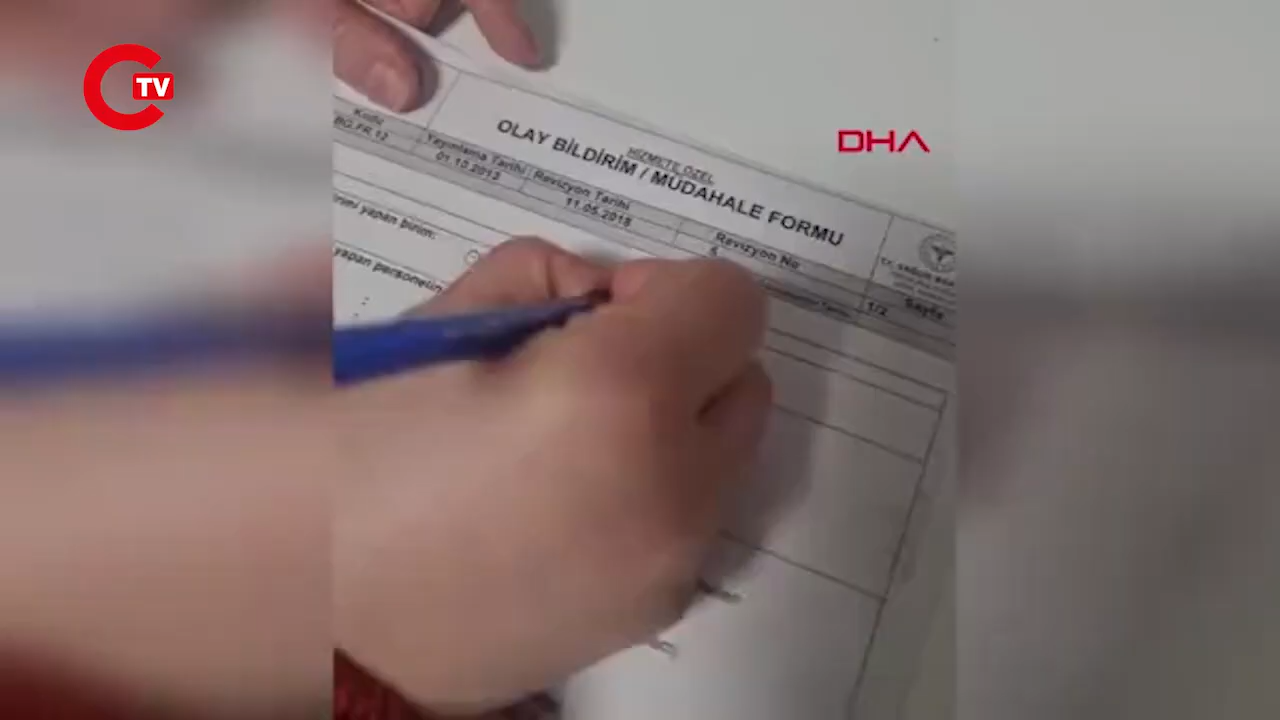 TV
DHA
HİZMETE ÖZEL
OLAY BİLDİRİM / MÜDAHALE FORMU
Kodu Yayınlama Tarihi Revizyon Tarihi Revizyon No Sayfa
BG.FR.12 01.10.2013 11.05.2018 4 1/2
yapan birim:
yapan personelin
: